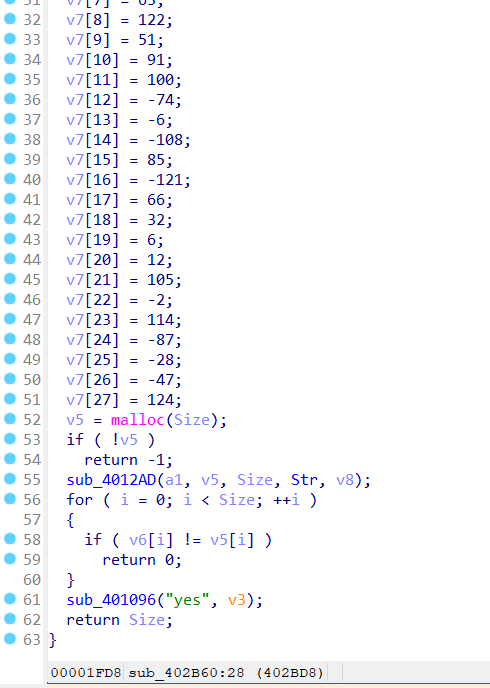 32 v7[8] = 122;
33 v7[9] = 51;
34 v7[10] = 91;
35 v7[11] = 100;
36 v7[12] = -74;
37 v7[13] = -6;
38 v7[14] = -108;
39 v7[15] = 85;
40 v7[16] = -121;
41 v7[17] = 66;
42 v7[18] = 32;
43 v7[19] = 6;
44 v7[20] = 12;
45 v7[21] = 105;
46 v7[22] = -2;
47 v7[23] = 114;
48 v7[24] = -87;
49 v7[25] = -28;
50 v7[26] = -47;
51 v7[27] = 124;
52 v5 = malloc(Size);
53 if ( !v5 )
54 return -1;
55 sub_4012AD(a1, v5, Size, Str, v8);
56 for ( i = 0; i < Size; ++i )
57 {
58 if ( v6[i] != v5[i] )
59 return 0;
60 }
61 sub_401096("yes", v3);
62 return Size;
63 }
00001FD8 sub_402B60:28 (402BD8)